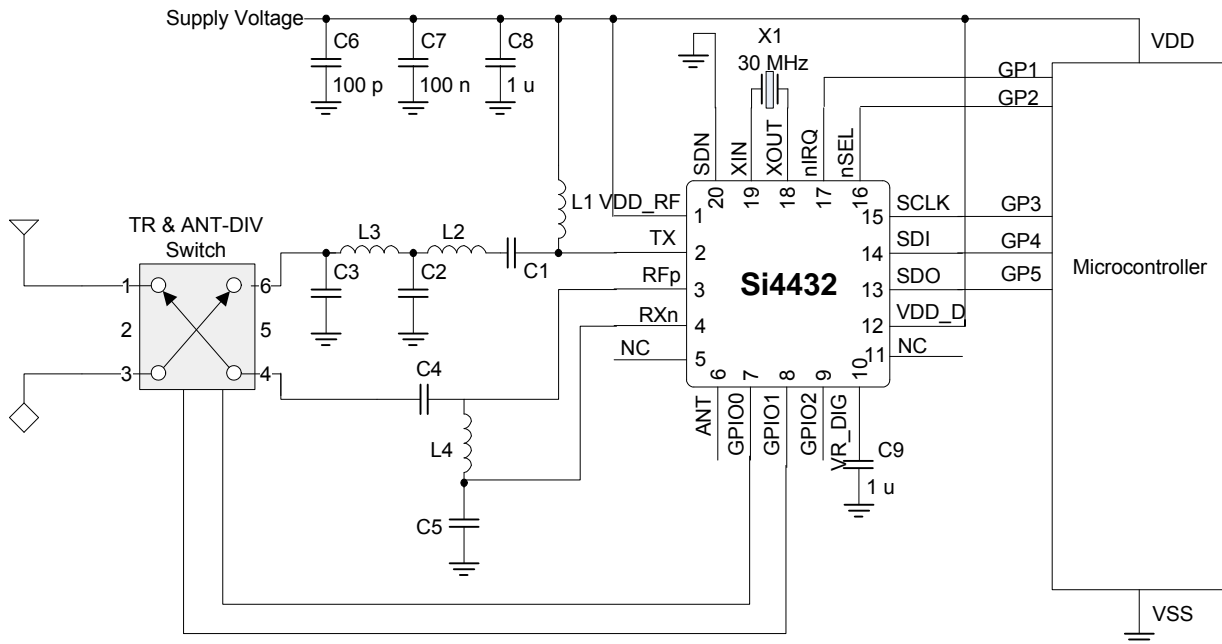 Supply Voltage
C6
100 p
C7
100 n
C8
1 u
X1
30 MHz
VDD
GP1
GP2
SDN
XIN
XOUT
nIRQ
nSEL
20
19
18
17
16
L1
VDD_RF
1
15
SCLK
GP3
TR & ANT-DIV
Switch
L3
L2
TX
2
14
SDI
GP4
C3
C2
C1
RFp
3
Si4432
13
SDO
GP5
Microcontroller
1
6
2
5
3
4
RXn
4
12
VDD_D
NC
5
11
NC
C4
6
7
8
9
10
ANT
GPIO0
GPIO1
GPIO2
VR_DIG
L4
C9
1 u
C5
VSS